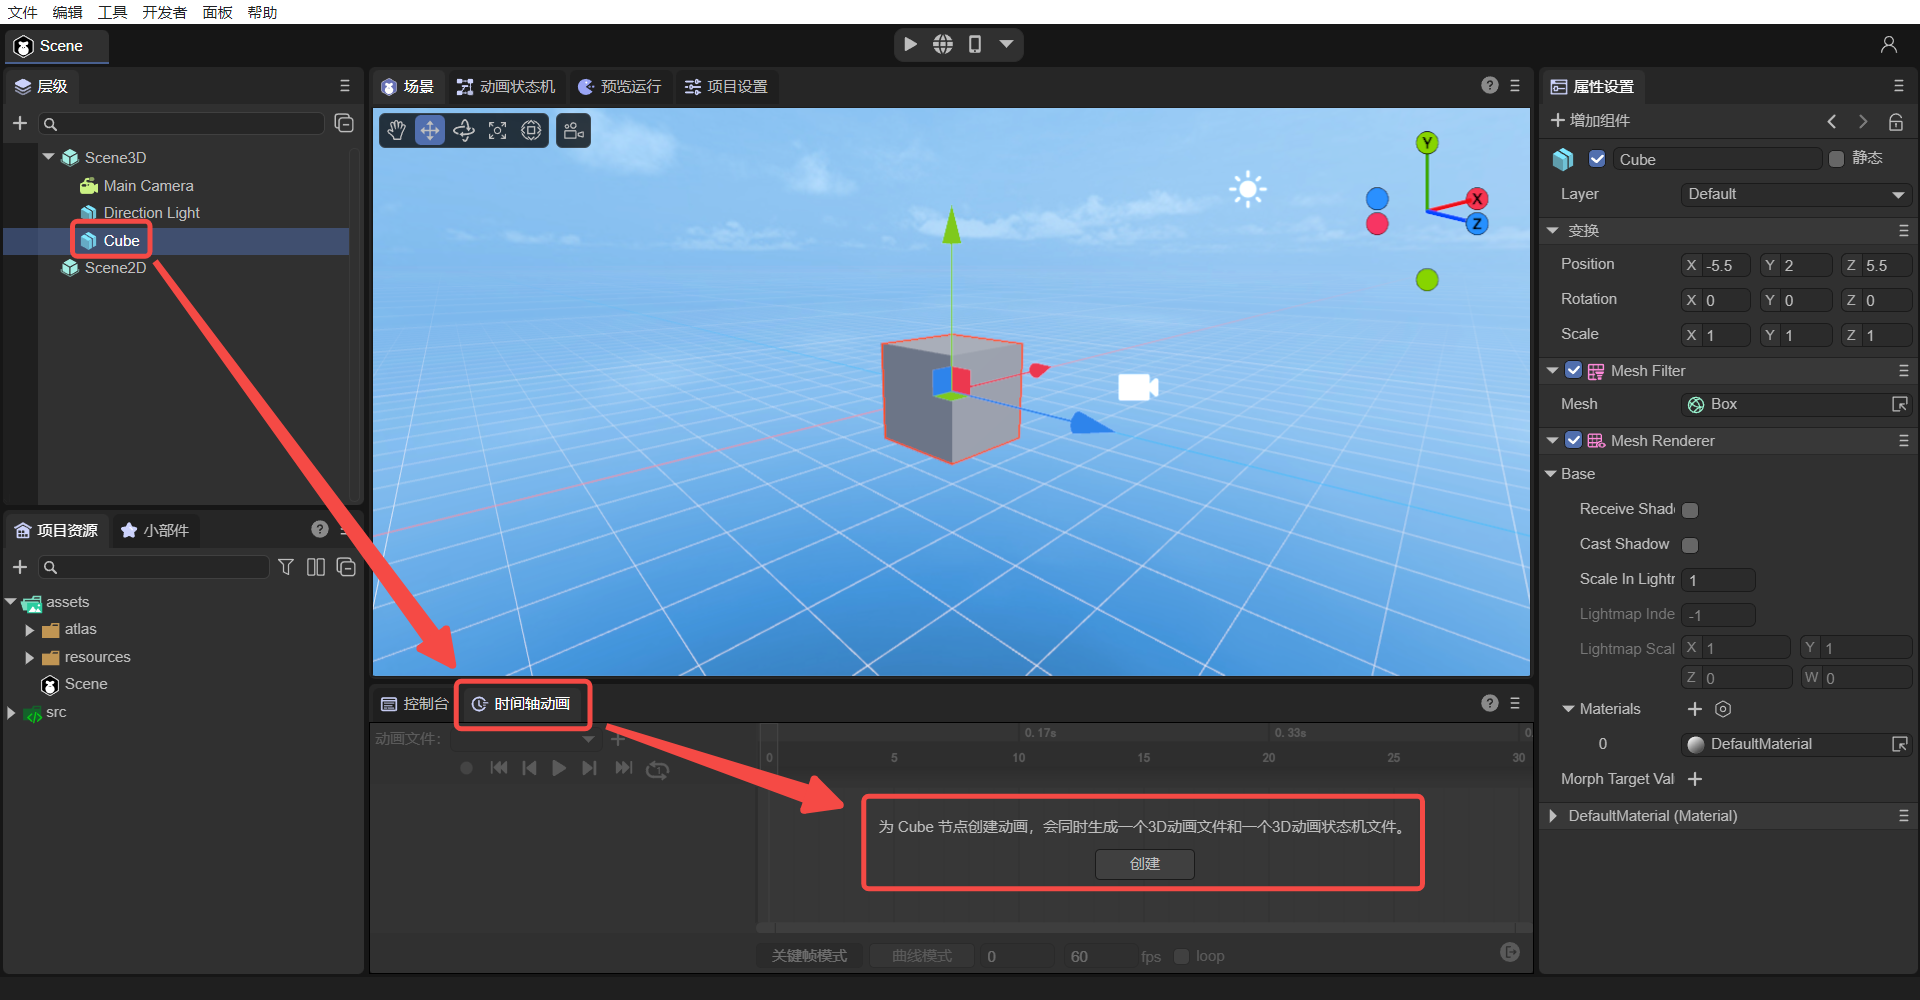 文件 编辑 工具 开发者 面板 帮助
Scene
层级
Scene3D
Main Camera
Direction Light
Cube
Scene2D
项目资源 小部件
assets
atlas
resources
Scene
src
场景 动画状态机 预览运行 项目设置
Y
X
Z
控制台 时间轴动画
动画文件:
0.17s 0.33s 0
0 5 10 15 20 25 30
为 Cube 节点创建动画，会同时生成一个3D动画文件和一个3D动画状态机文件。
创建
关键帧模式 曲线模式 0 60 fps loop
属性设置
增加组件
Cube 静态
Layer Default
变换
Position X -5.5 Y 2 Z 5.5
Rotation X 0 Y 0 Z 0
Scale X 1 Y 1 Z 1
Mesh Filter
Mesh Box
Mesh Renderer
Base
Receive Shad
Cast Shadow
Scale In Lightr 1
Lightmap Inde -1
Lightmap Scal X 1 Y 1
Z 0 W 0
Materials
0 DefaultMaterial
Morph Target Val
DefaultMaterial (Material)